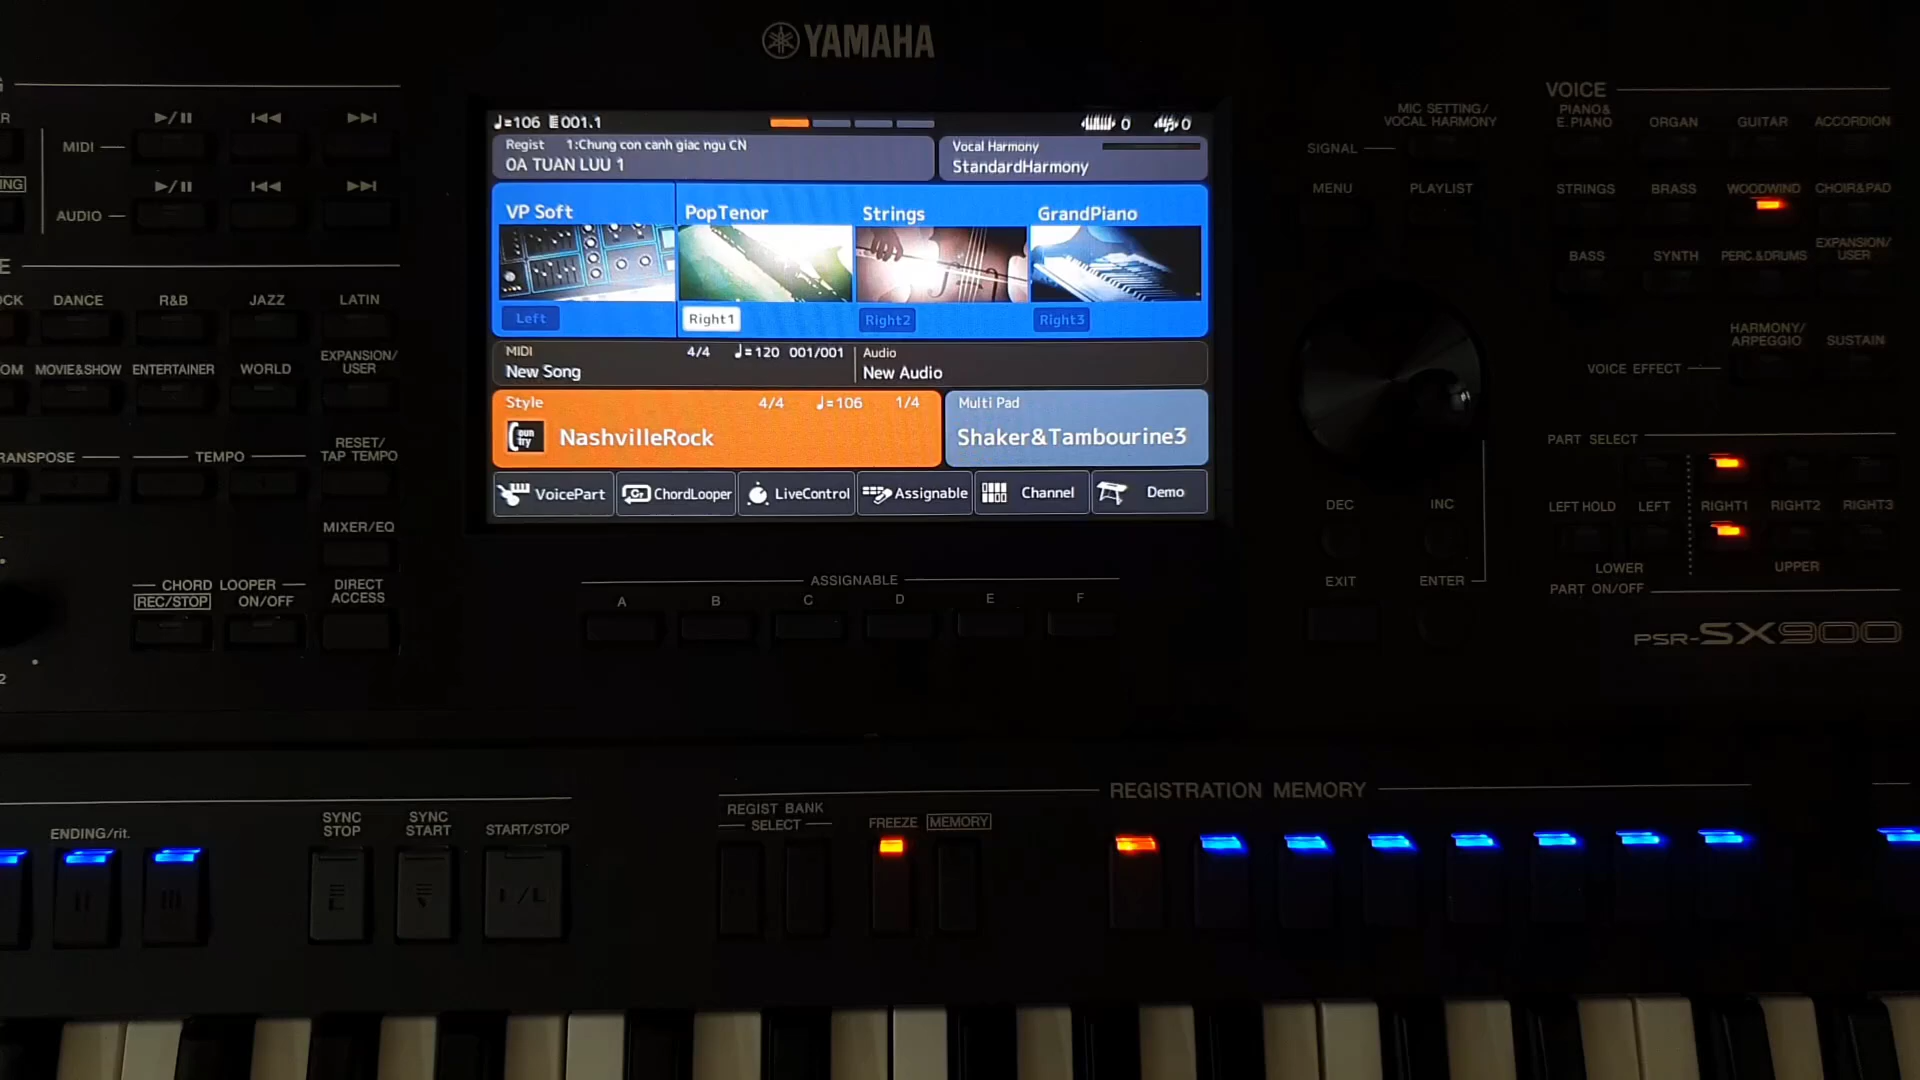 YAMAHA
♩=106 001.1
0
0
Regist 1:Chung con canh giac ngu CN
0A TUAN LUU 1
Vocal Harmony
StandardHarmony
VP Soft
PopTenor
Strings
GrandPiano
Left
Right1
Right2
Right3
MIDI 4/4 ♩=120 001/001
New Song
Audio
New Audio
Style 4/4 ♩=106 1/4
Coun
try
NashvilleRock
Multi Pad
Shaker&Tambourine3
VoicePart
ChordLooper
LiveControl
Assignable
Channel
Demo
MIDI
AUDIO
DANCE
R&B
JAZZ
LATIN
MOVIE&SHOW
ENTERTAINER
WORLD
EXPANSION/
USER
TEMPO
RESET/
TAP TEMPO
MIXER/EQ
CHORD LOOPER
REC/STOP
ON/OFF
DIRECT
ACCESS
ASSIGNABLE
A
B
C
D
E
F
MIC SETTING/
VOCAL HARMONY
SIGNAL
MENU
PLAYLIST
DEC
INC
EXIT
ENTER
VOICE
PIANO&
E.PIANO
ORGAN
GUITAR
ACCORDION
STRINGS
BRASS
WOODWIND
CHOIR&PAD
BASS
SYNTH
PERC.&DRUMS
EXPANSION/
USER
HARMONY/
ARPEGGIO
SUSTAIN
VOICE EFFECT
PART SELECT
LEFT HOLD
LEFT
RIGHT1
RIGHT2
RIGHT3
LOWER
UPPER
PART ON/OFF
PSR-SX900
ENDING/rit.
II
III
SYNC
STOP
SYNC
START
START/STOP
REGIST BANK
SELECT
FREEZE
MEMORY
REGISTRATION MEMORY